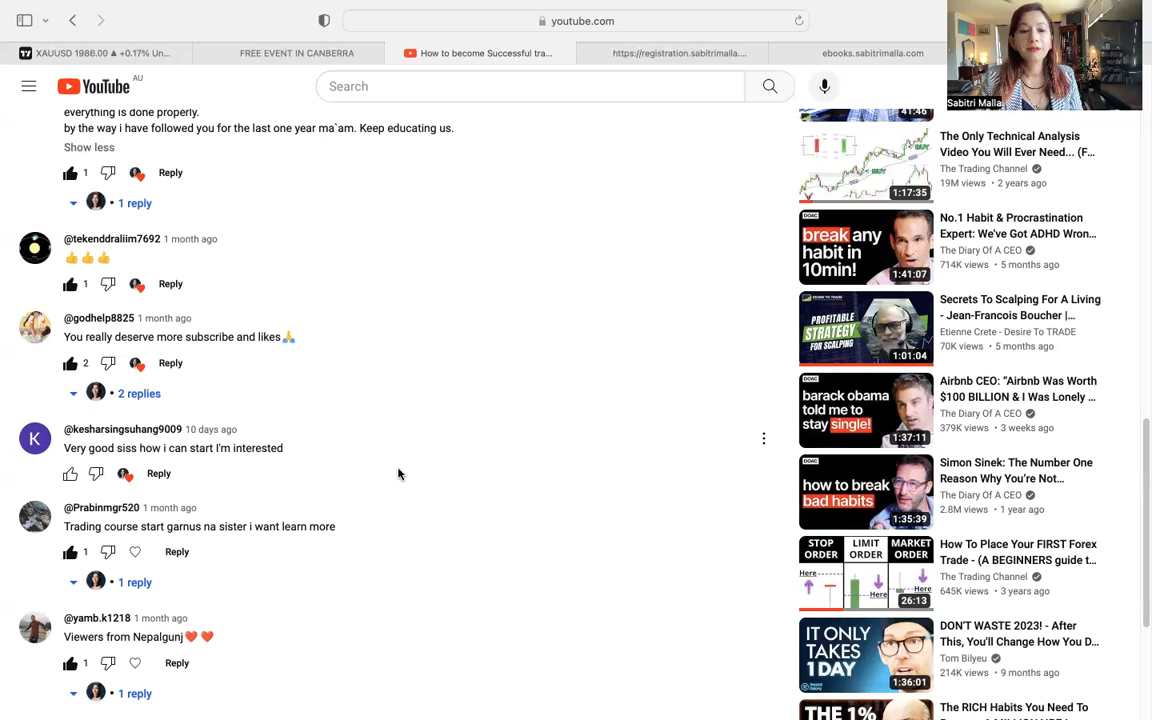 youtube.com
XAUUSD 1986.00 ▲ +0.17% Un...
FREE EVENT IN CANBERRA
How to become Successful tra...
https://registration.sabitrimalla....
ebooks.sabitrimalla.com
Sabitri Malla
YouTube
AU
Search
everything is done properly.
by the way i have followed you for the last one year ma`am. Keep educating us.
Show less
1
Reply
• 1 reply
@tekenddraliim7692 1 month ago
👍👍👍
1
Reply
@godhelp8825 1 month ago
You really deserve more subscribe and likes🙏
2
Reply
• 2 replies
K
@kesharsingsuhang9009 10 days ago
Very good siss how i can start I'm interested
Reply
@Prabinmgr520 1 month ago
Trading course start garnus na sister i want learn more
1
Reply
• 1 reply
@yamb.k1218 1 month ago
Viewers from Nepalgunj❤️ ❤️
1
Reply
• 1 reply
41:46
BUY
BUY
1:17:35
The Only Technical Analysis
Video You Will Ever Need... (F...
The Trading Channel
19M views • 2 years ago
DOAC
break any
habit in
10min!
1:41:07
No.1 Habit & Procrastination
Expert: We've Got ADHD Wron...
The Diary Of A CEO
714K views • 5 months ago
DESIRE TO TRADE
PROFITABLE
STRATEGY
FOR SCALPING
1:01:04
Secrets To Scalping For A Living
- Jean-Francois Boucher |...
Etienne Crete - Desire To TRADE
70K views • 5 months ago
DOAC
barack obama
told me to
stay single!
1:37:11
Airbnb CEO: “Airbnb Was Worth
$100 BILLION & I Was Lonely ...
The Diary Of A CEO
379K views • 3 weeks ago
DOAC
how to break
bad habits
1:35:39
Simon Sinek: The Number One
Reason Why You're Not...
The Diary Of A CEO
2.8M views • 1 year ago
STOP ORDER
LIMIT ORDER
MARKET ORDER
Here
Here
Here
26:13
How To Place Your FIRST Forex
Trade - (A BEGINNERS guide t...
The Trading Channel
645K views • 3 years ago
IT ONLY
TAKES
1 DAY
1:36:01
DON'T WASTE 2023! - After
This, You'll Change How You D...
Tom Bilyeu
214K views • 9 months ago
THE 1%
The RICH Habits You Need To